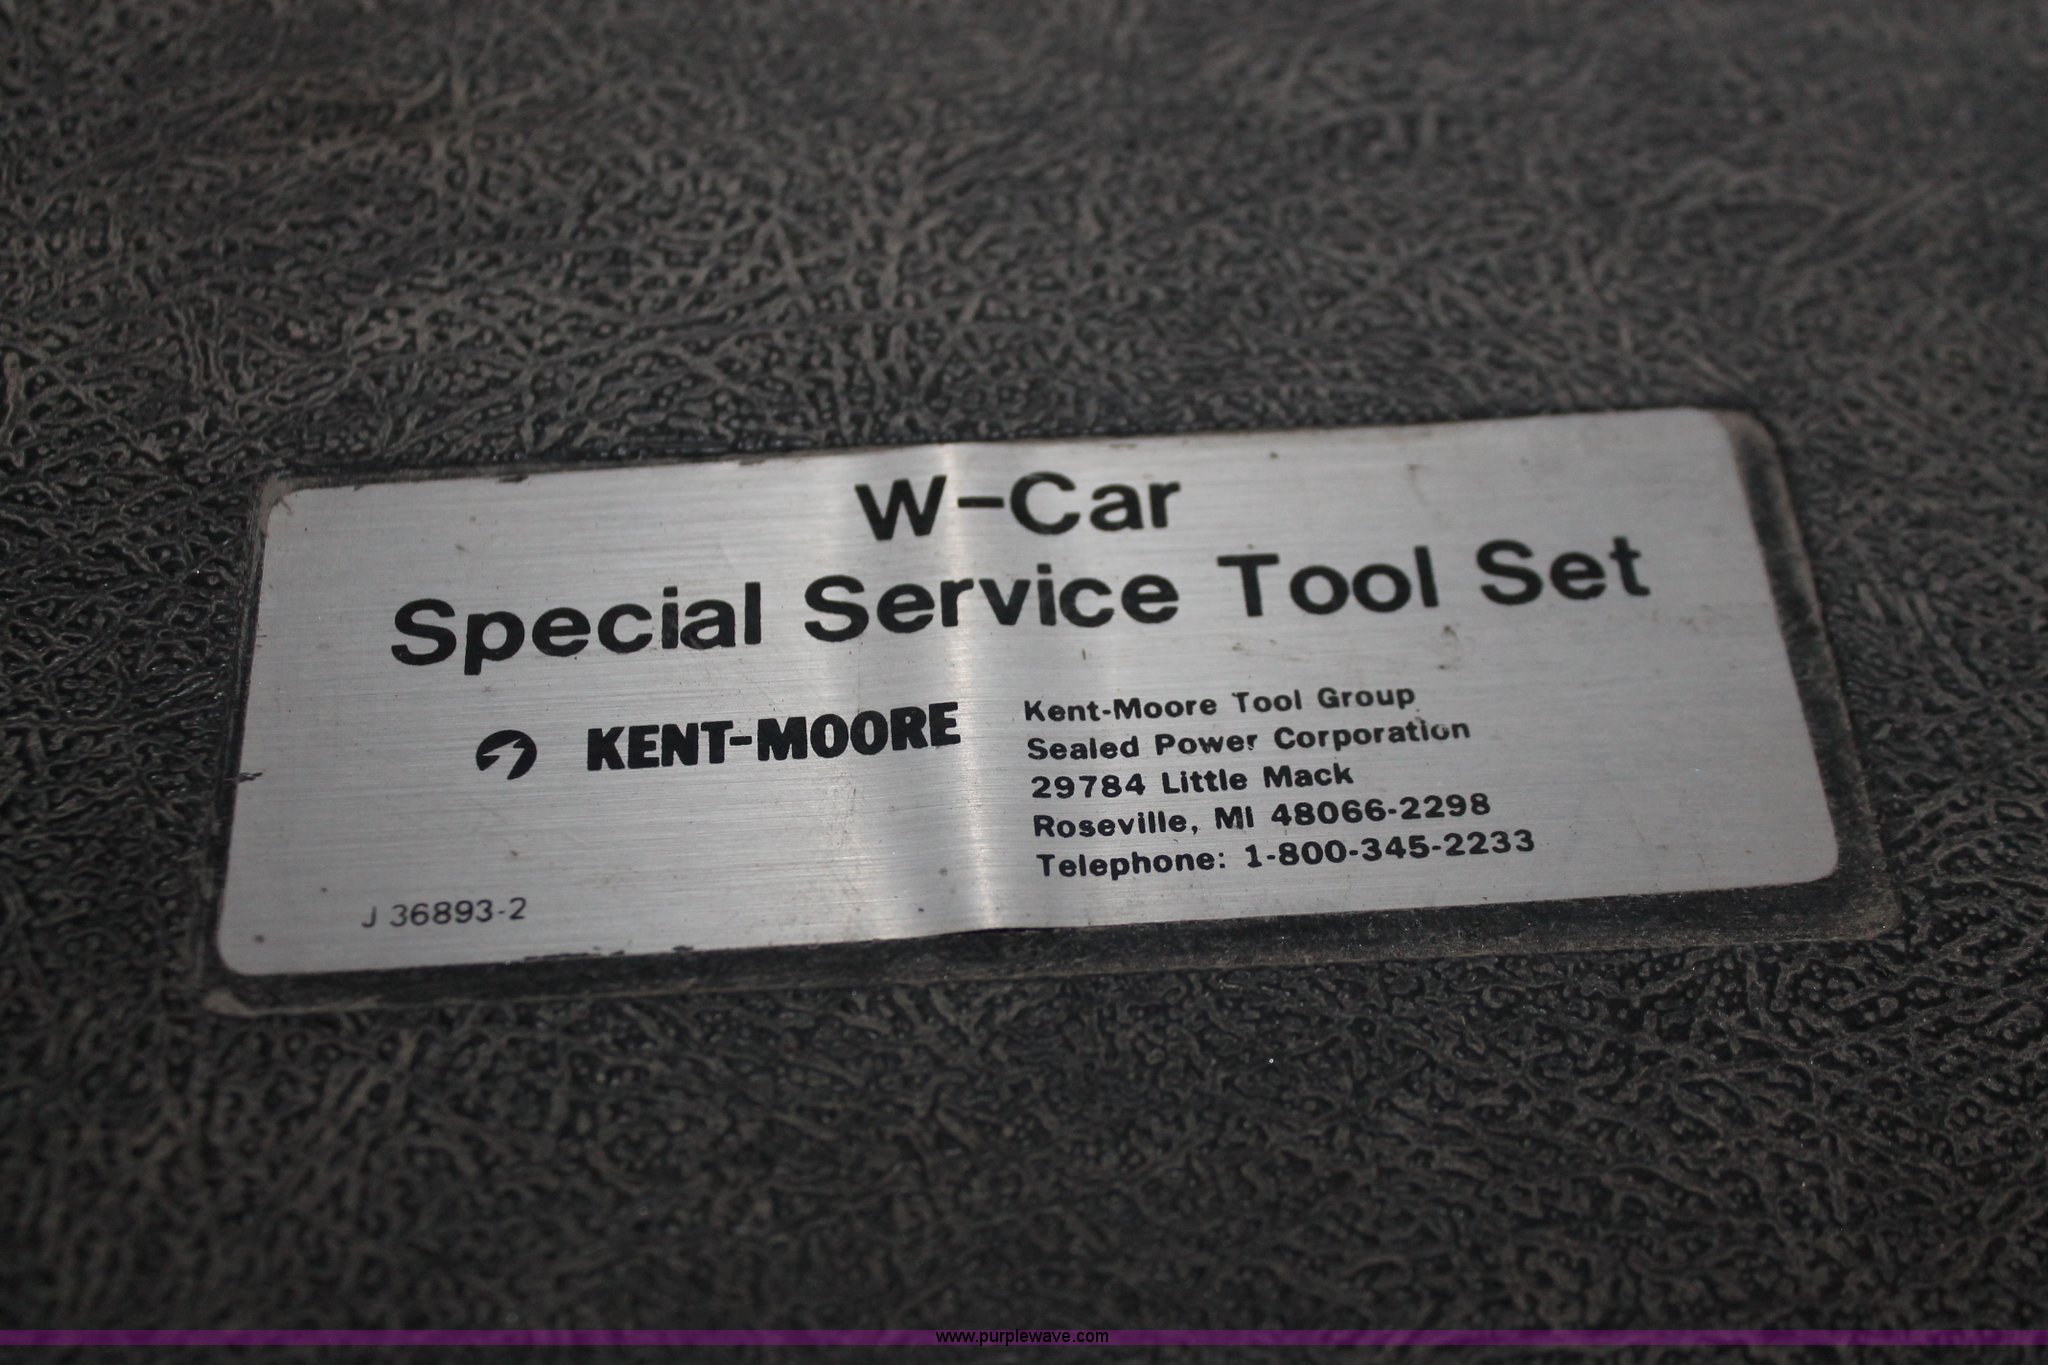 W-Car
Special Service Tool Set
KENT-MOORE
Kent-Moore Tool Group
Sealed Power Corporation
29784 Little Mack
Roseville, MI 48066-2298
Telephone: 1-800-345-2233
J 36893-2
www.purplewave.com